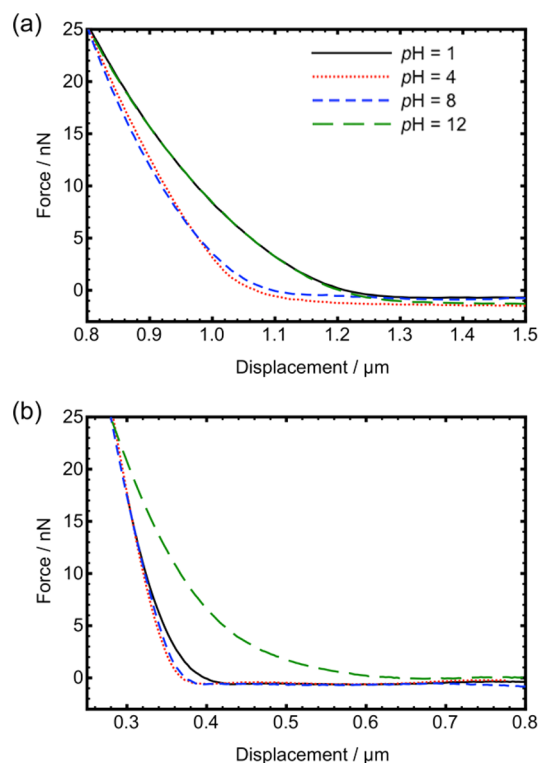 (a)
25
20
15
10
5
0
Force / nN
pH = 1
pH = 4
pH = 8
pH = 12
0.8 0.9 1.0 1.1 1.2 1.3 1.4 1.5
Displacement / µm
(b)
25
20
15
10
5
0
Force / nN
0.3 0.4 0.5 0.6 0.7 0.8
Displacement / µm